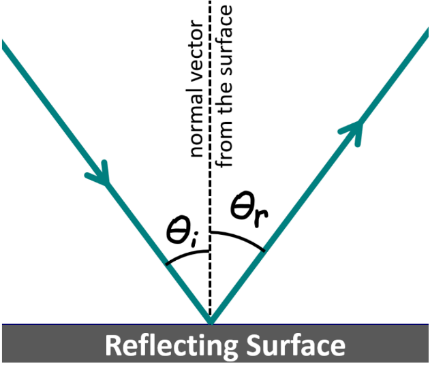 normal vector
from the surface
θi
θr
Reflecting Surface